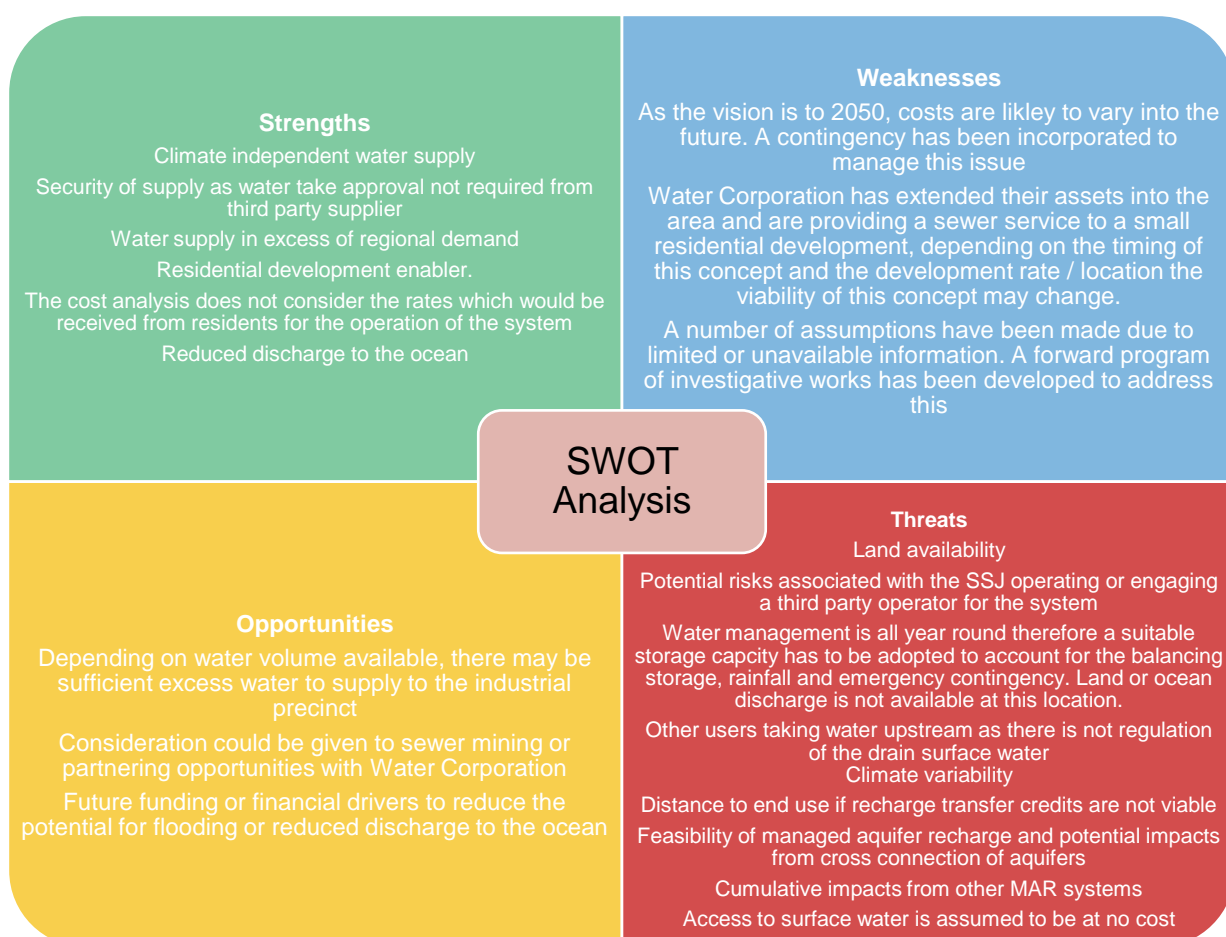 Strengths
Climate independent water supply
Security of supply as water take approval not required from
third party supplier
Water supply in excess of regional demand
Residential development enabler.
The cost analysis does not consider the rates which would be
received from residents for the operation of the system
Reduced discharge to the ocean
Weaknesses
As the vision is to 2050, costs are likley to vary into the
future. A contingency has been incorporated to
manage this issue
Water Corporation has extended their assets into the
area and are providing a sewer service to a small
residential development, depending on the timing of
this concept and the development rate / location the
viability of this concept may change.
A number of assumptions have been made due to
limited or unavailable information. A forward program
of investigative works has been developed to address
this
SWOT
Analysis
Opportunities
Depending on water volume available, there may be
sufficient excess water to supply to the industrial
precinct
Consideration could be given to sewer mining or
partnering opportunities with Water Corporation
Future funding or financial drivers to reduce the
potential for flooding or reduced discharge to the ocean
Threats
Land availability
Potential risks associated with the SSJ operating or engaging
a third party operator for the system
Water management is all year round therefore a suitable
storage capcity has to be adopted to account for the balancing
storage, rainfall and emergency contingency. Land or ocean
discharge is not available at this location.
Other users taking water upstream as there is not regulation
of the drain surface water
Climate variability
Distance to end use if recharge transfer credits are not viable
Feasibility of managed aquifer recharge and potential impacts
from cross connection of aquifers
Cumulative impacts from other MAR systems
Access to surface water is assumed to be at no cost